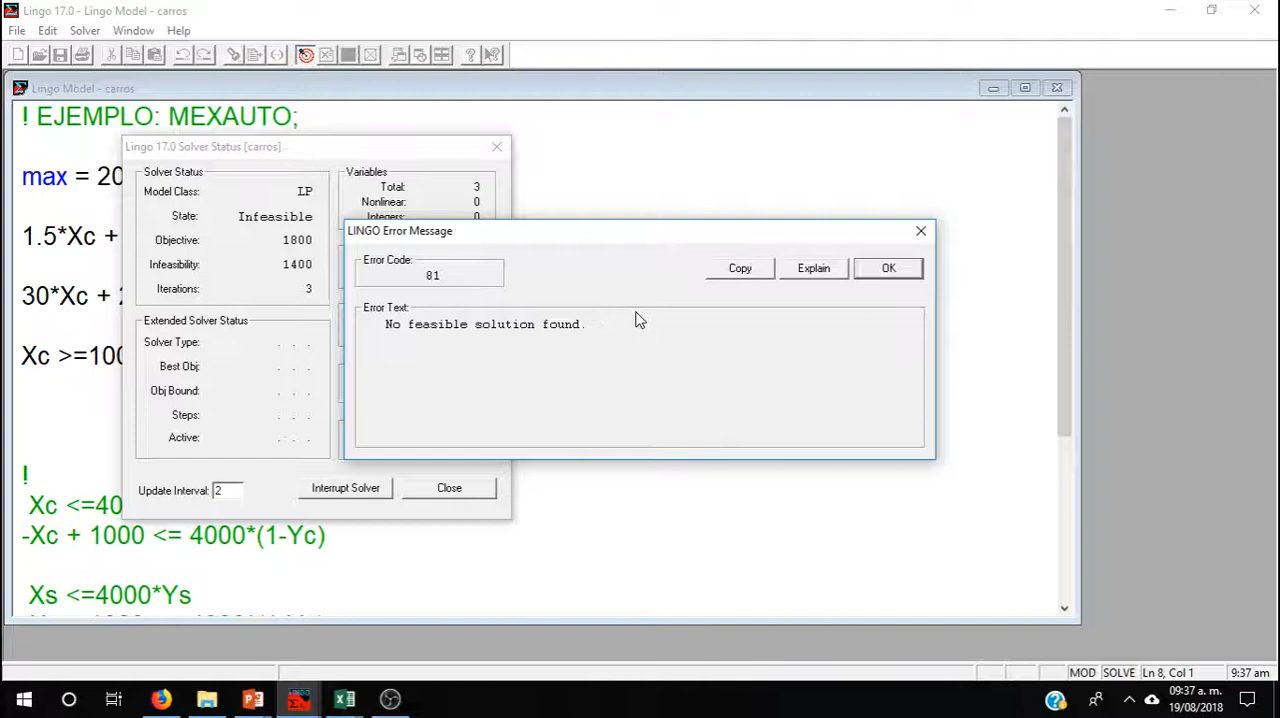 Lingo 17.0 - Lingo Model - carros
File Edit Solver Window Help
Lingo Model - carros
! EJEMPLO: MEXAUTO;
Lingo 17.0 Solver Status [carros]
max = 20
1.5*Xc +
30*Xc + 2
Xc >=100
Solver Status
Model Class: LP
State: Infeasible
Objective: 1800
Infeasibility: 1400
Iterations: 3
Extended Solver Status
Solver Type: . . .
Best Obj: . . .
Obj Bound: . . .
Steps: . . .
Active: . . .
Variables
Total: 3
Nonlinear: 0
Integers: 0
LINGO Error Message
Error Code:
81
Copy Explain OK
Error Text:
No feasible solution found.
Update Interval: 2 Interrupt Solver Close
!
Xc <=40
-Xc + 1000 <= 4000*(1-Yc)
Xs <=4000*Ys
MOD SOLVE Ln 8, Col 1 9:37 am
09:37 a. m.
19/08/2018